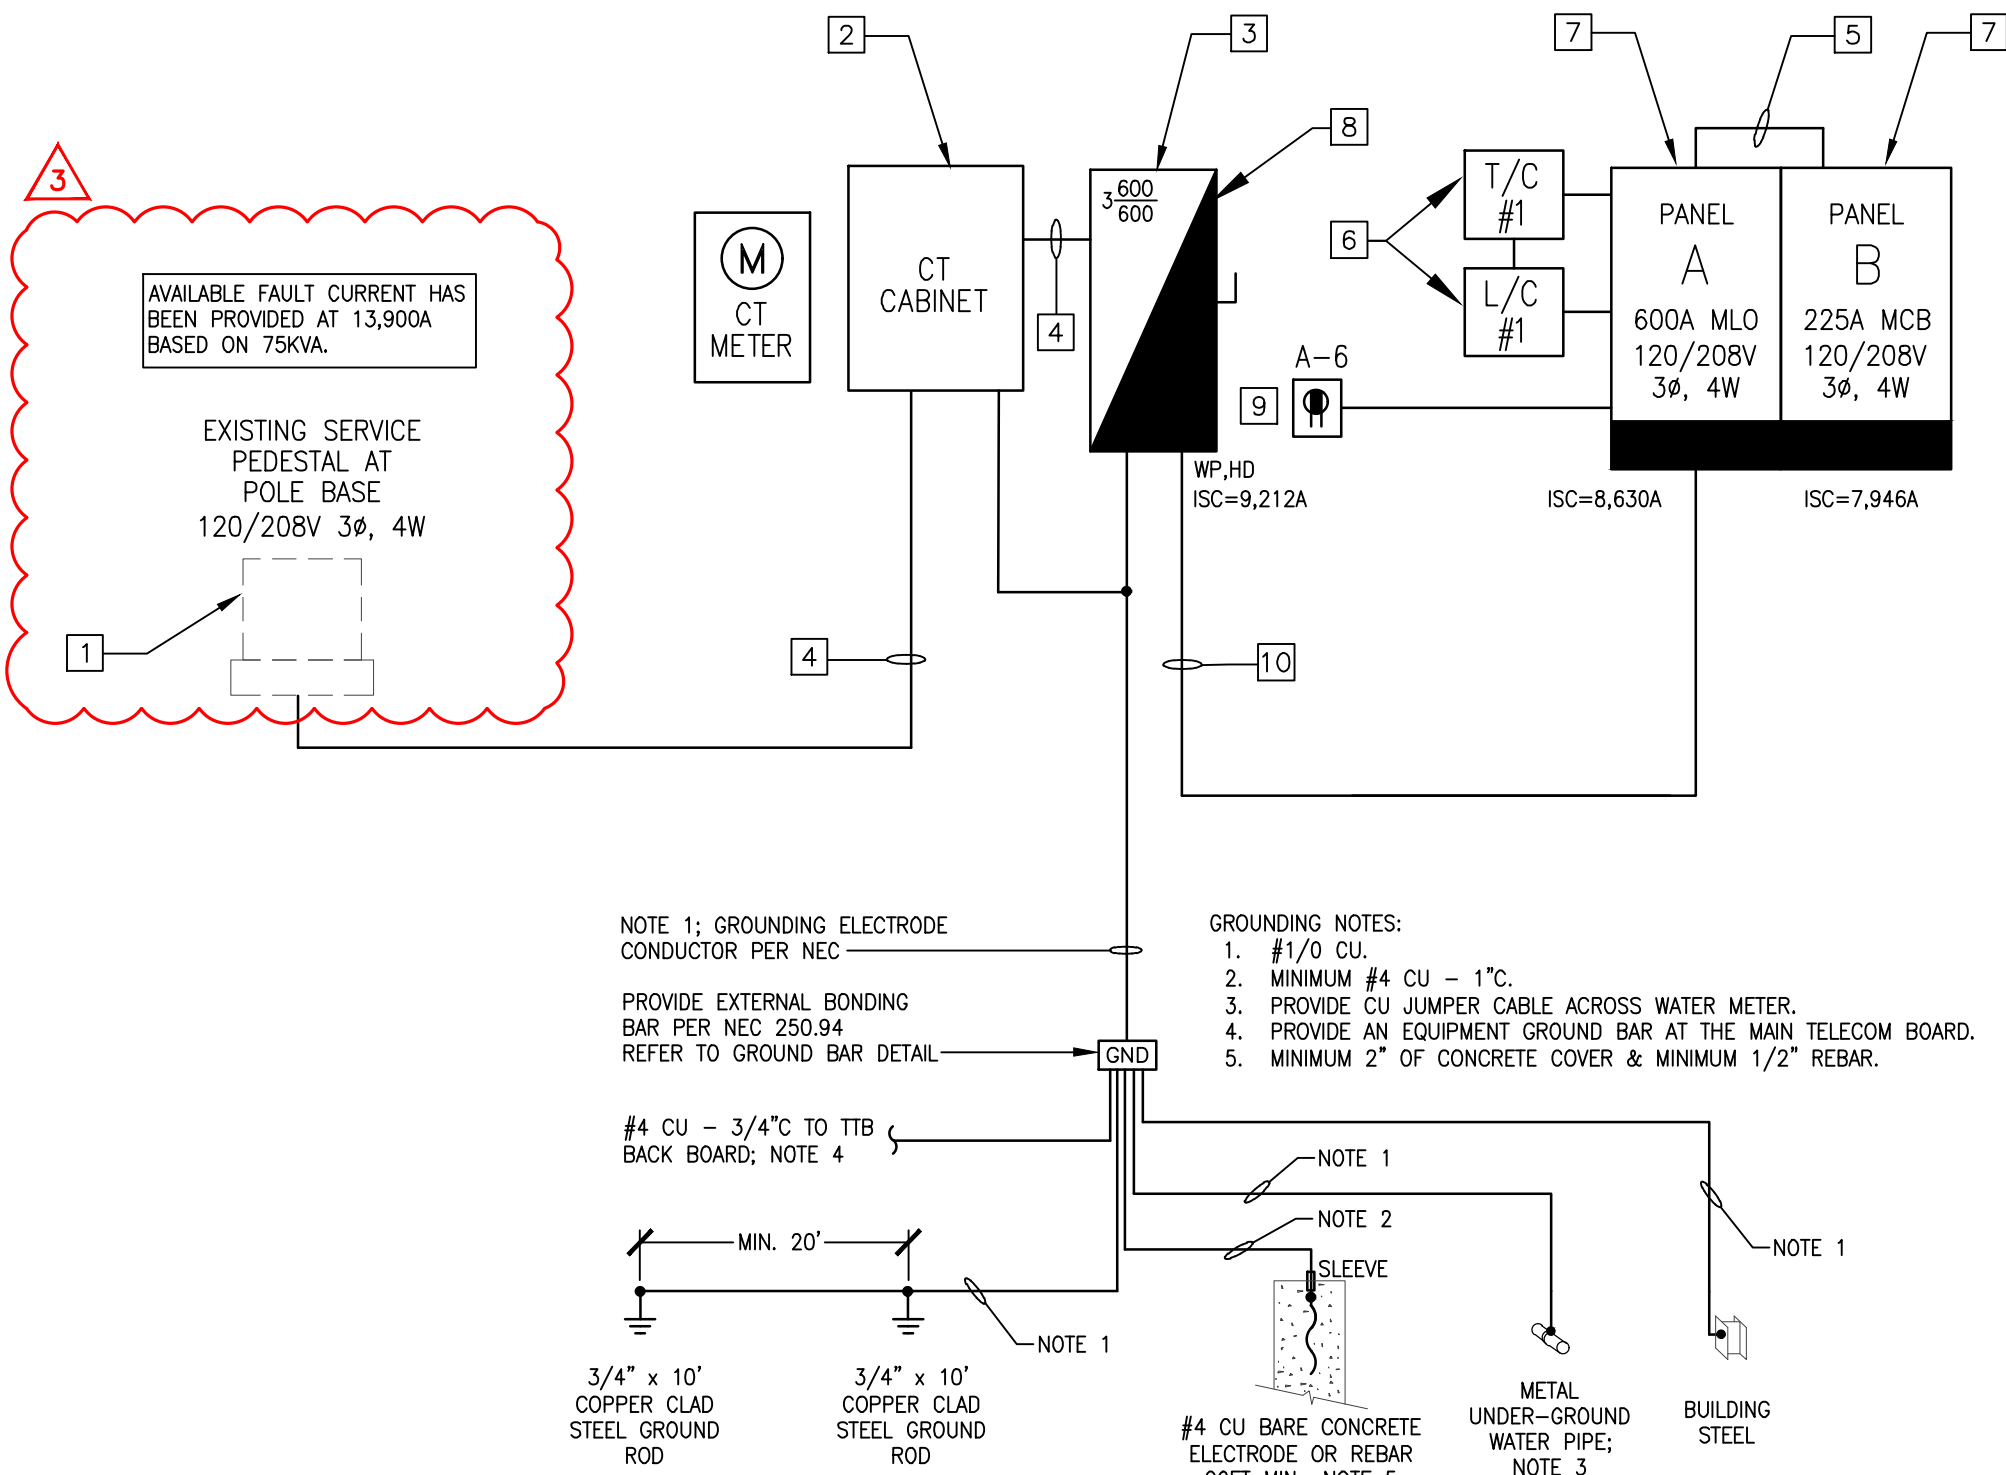 2
3
7
5
7
8
3
3 600
600
T/C
#1
PANEL
A
600A MLO
120/208V
3ø, 4W
PANEL
B
225A MCB
120/208V
3ø, 4W
6
L/C
#1
M
CT
METER
CT
CABINET
4
AVAILABLE FAULT CURRENT HAS
BEEN PROVIDED AT 13,900A
BASED ON 75KVA.
A-6
9
EXISTING SERVICE
PEDESTAL AT
POLE BASE
120/208V 3ø, 4W
WP,HD
ISC=9,212A
ISC=8,630A
ISC=7,946A
1
4
10
NOTE 1; GROUNDING ELECTRODE
CONDUCTOR PER NEC
PROVIDE EXTERNAL BONDING
BAR PER NEC 250.94
REFER TO GROUND BAR DETAIL
GND
GROUNDING NOTES:
1. #1/0 CU.
2. MINIMUM #4 CU - 1"C.
3. PROVIDE CU JUMPER CABLE ACROSS WATER METER.
4. PROVIDE AN EQUIPMENT GROUND BAR AT THE MAIN TELECOM BOARD.
5. MINIMUM 2" OF CONCRETE COVER & MINIMUM 1/2" REBAR.
#4 CU - 3/4"C TO TTB
BACK BOARD; NOTE 4
NOTE 1
NOTE 2
MIN. 20'
NOTE 1
SLEEVE
NOTE 1
3/4" x 10'
COPPER CLAD
STEEL GROUND
ROD
3/4" x 10'
COPPER CLAD
STEEL GROUND
ROD
#4 CU BARE CONCRETE
ELECTRODE OR REBAR
MIN. NOTE 5
METAL
UNDER-GROUND
WATER PIPE;
NOTE 3
BUILDING
STEEL